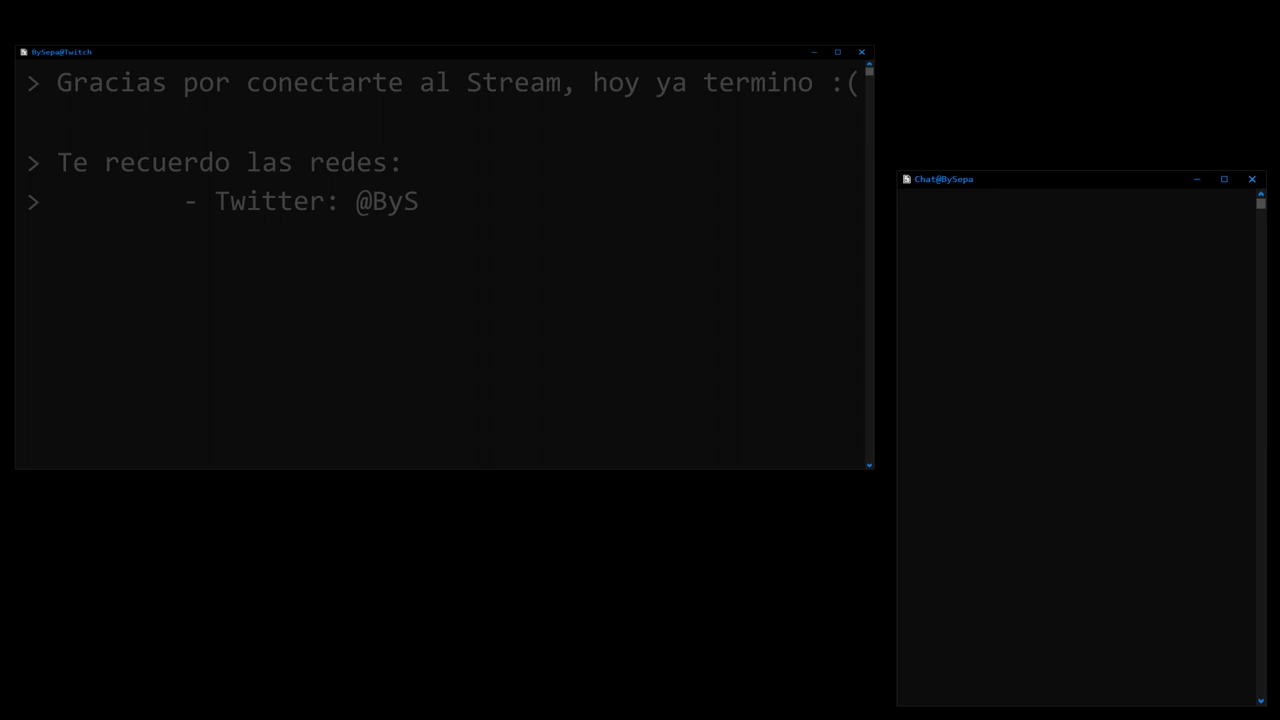 BySepa@Twitch
> Gracias por conectarte al Stream, hoy ya termino :(
> Te recuerdo las redes:
> - Twitter: @ByS
Chat@BySepa